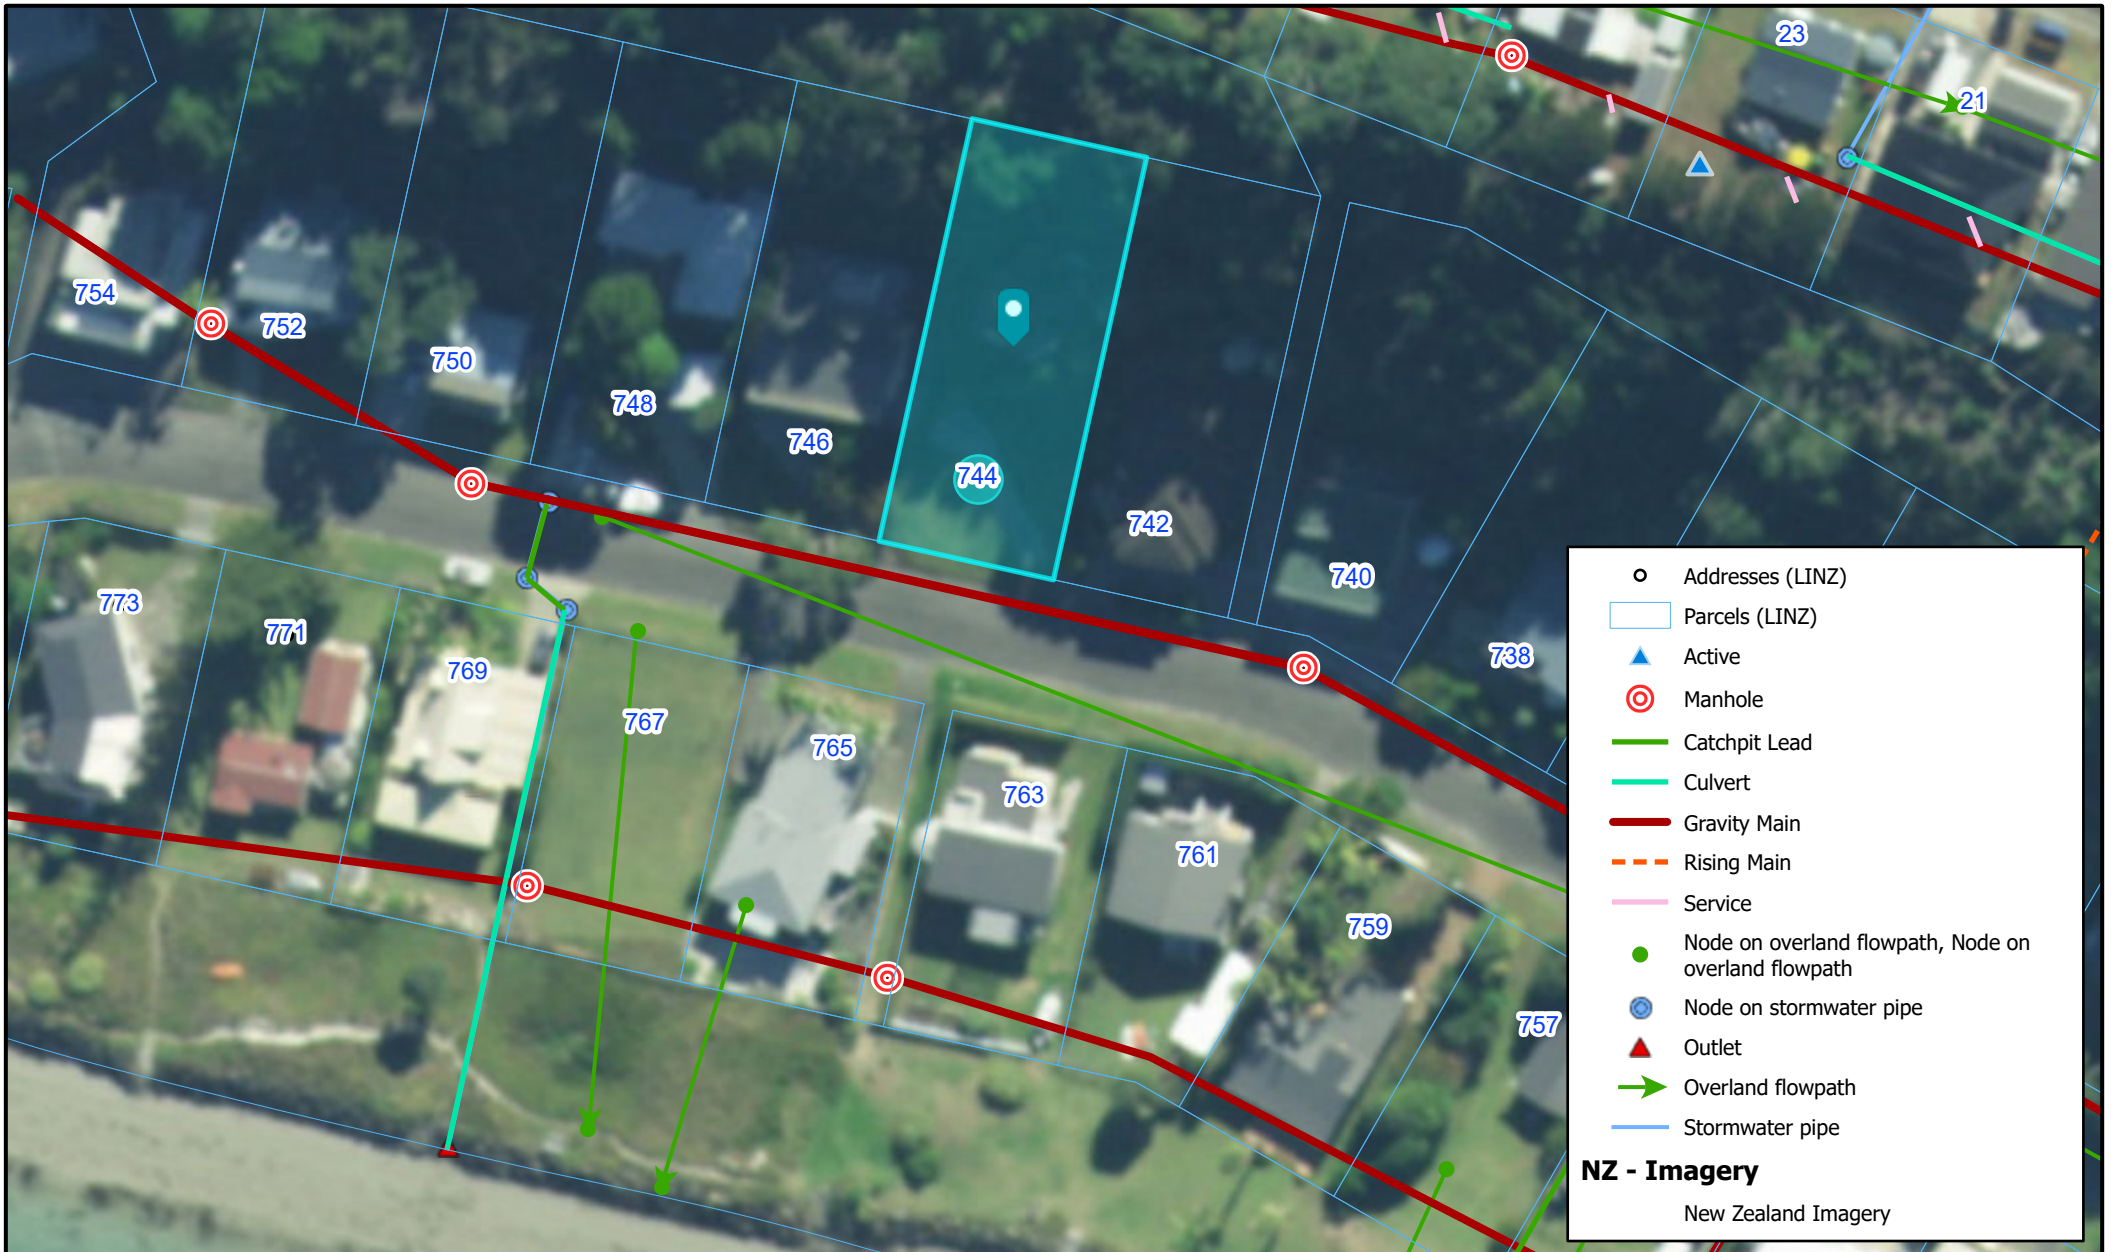 23
21
754
752
750
748
746
744
742
740
738
773
771
769
767
765
763
761
759
757
Addresses (LINZ)
Parcels (LINZ)
Active
Manhole
Catchpit Lead
Culvert
Gravity Main
Rising Main
Service
Node on overland flowpath, Node on
overland flowpath
Node on stormwater pipe
Outlet
Overland flowpath
Stormwater pipe
NZ - Imagery
New Zealand Imagery